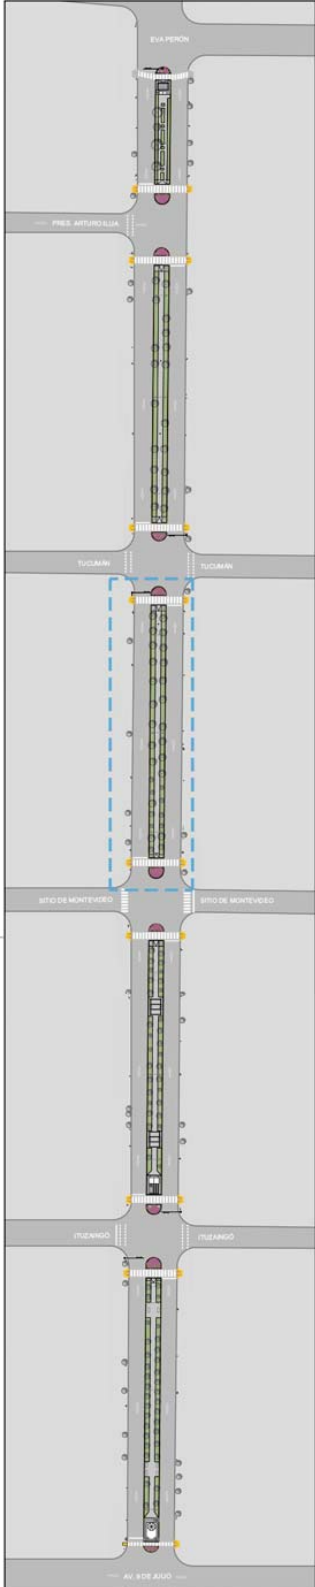 EVA PERÓN
PRES. ARTURO ILLIA
TUCUMÁN
TUCUMÁN
SITIO DE MONTEVIDEO
SITIO DE MONTEVIDEO
ITUZAINGÓ
ITUZAINGÓ
AV. 9 DE JULIO